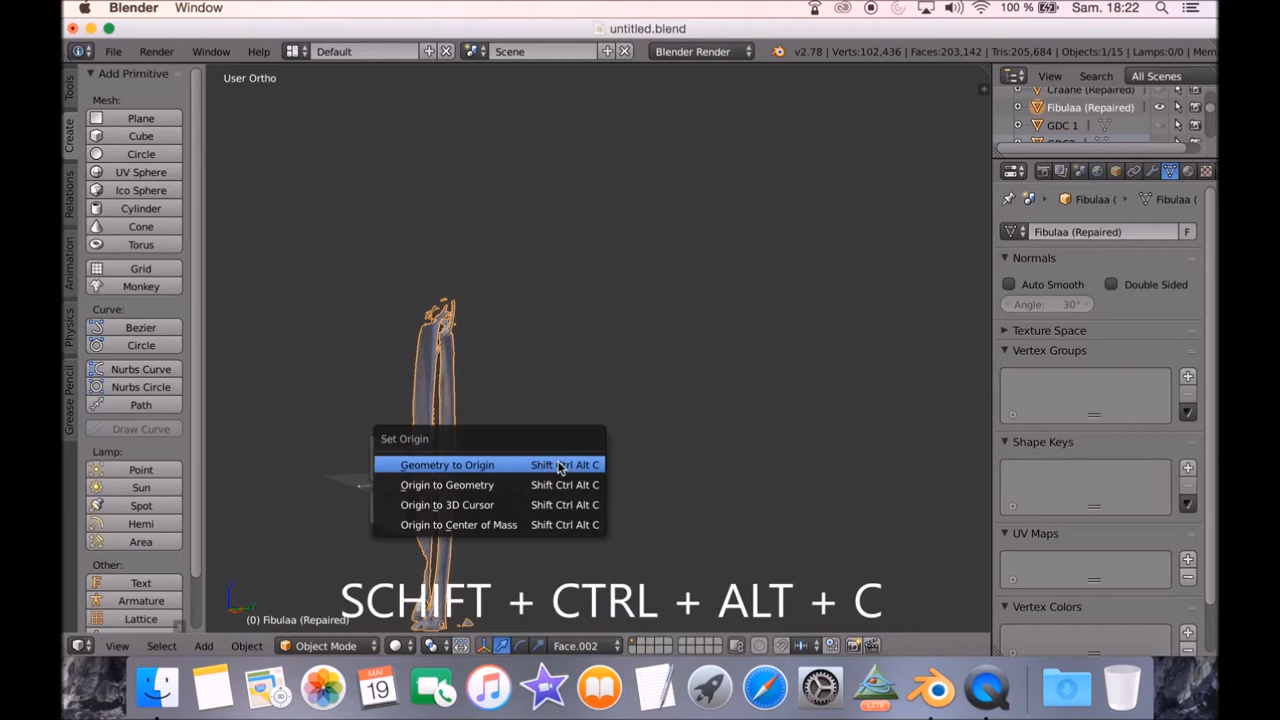 Blender Window
100 % Sam. 18:22
untitled.blend
File Render Window Help Default Scene Blender Render v2.78 | Verts:102,436 | Faces:203,142 | Tris:205,684 | Objects:1/15 | Lamps:0/0 | Mem
Tools
Create
Relations
Animation
Physics
Grease Pencil
Add Primitive
Mesh:
Plane
Cube
Circle
UV Sphere
Ico Sphere
Cylinder
Cone
Torus
Grid
Monkey
Curve:
Bezier
Circle
Nurbs Curve
Nurbs Circle
Path
Draw Curve
Lamp:
Point
Sun
Spot
Hemi
Area
Other:
Text
Armature
Lattice
User Ortho
Set Origin
Geometry to Origin Shift Ctrl Alt C
Origin to Geometry Shift Ctrl Alt C
Origin to 3D Cursor Shift Ctrl Alt C
Origin to Center of Mass Shift Ctrl Alt C
SCHIFT + CTRL + ALT + C
(0) Fibulaa (Repaired)
View Select Add Object Object Mode Face.002
View Search All Scenes
Craane (Repaired)
Fibulaa (Repaired)
GDC 1
Fibulaa ( Fibulaa (
Fibulaa (Repaired) F
Normals
Auto Smooth Double Sided
Angle: 30°
Texture Space
Vertex Groups
Shape Keys
UV Maps
Vertex Colors
MAI
19
LITE